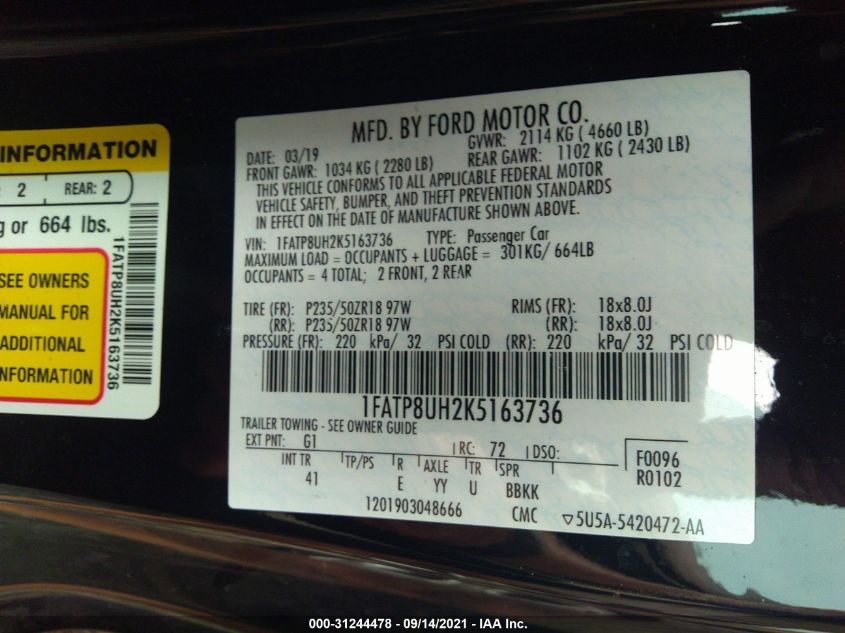 INFORMATION
: 2 REAR: 2
g or 664 lbs.
SEE OWNERS
MANUAL FOR
ADDITIONAL
INFORMATION
1FATP8UH2K5163736
MFD. BY FORD MOTOR CO.
DATE: 03/19 GVWR: 2114 KG ( 4660 LB)
FRONT GAWR: 1034 KG ( 2280 LB) REAR GAWR: 1102 KG ( 2430 LB)
THIS VEHICLE CONFORMS TO ALL APPLICABLE FEDERAL MOTOR
VEHICLE SAFETY, BUMPER, AND THEFT PREVENTION STANDARDS
IN EFFECT ON THE DATE OF MANUFACTURE SHOWN ABOVE.
VIN: 1FATP8UH2K5163736 TYPE: Passenger Car
MAXIMUM LOAD = OCCUPANTS + LUGGAGE = 301KG/ 664LB
OCCUPANTS = 4 TOTAL; 2 FRONT, 2 REAR
TIRE (FR): P235/50ZR18 97W RIMS (FR): 18x8.0J
(RR): P235/50ZR18 97W (RR): 18x8.0J
PRESSURE (FR): 220 kPa/ 32 PSI COLD (RR): 220 kPa/ 32 PSI COLD
1FATP8UH2K5163736
TRAILER TOWING - SEE OWNER GUIDE
EXT PNT: G1 RC: 72 DSO: F0096
INT TR TP/PS R AXLE TR SPR R0102
41 E YY U BBKK
1201903048666 CMC ▽5U5A-5420472-AA
000-31244478 - 09/14/2021 - IAA Inc.